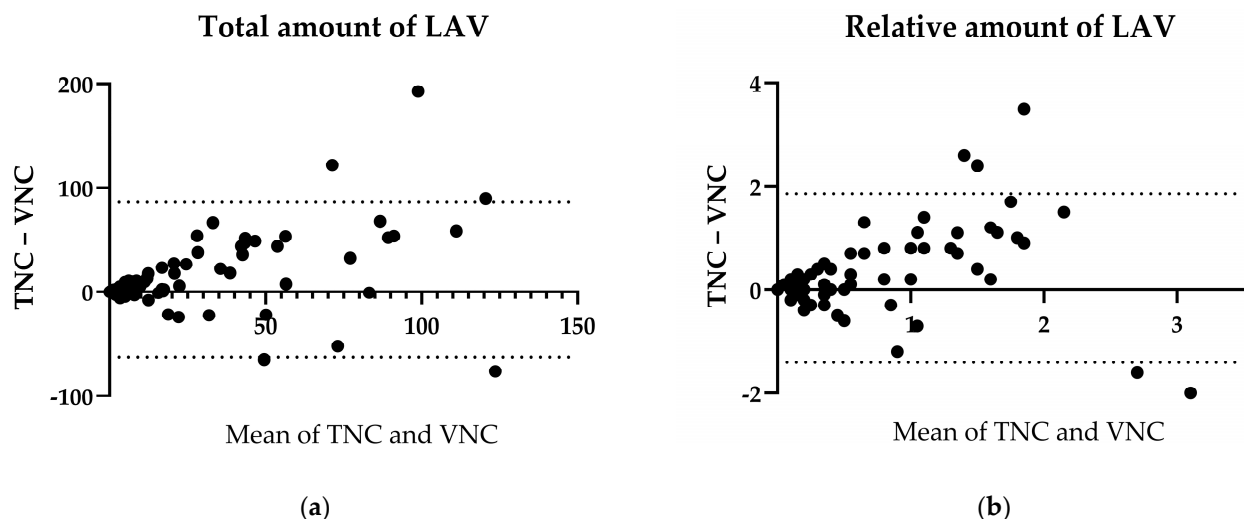 Total amount of LAV
200
100
0
-100
50
100
150
TNC – VNC
Mean of TNC and VNC
(a)
Relative amount of LAV
4
2
0
-2
1
2
3
TNC – VNC
Mean of TNC and VNC
(b)